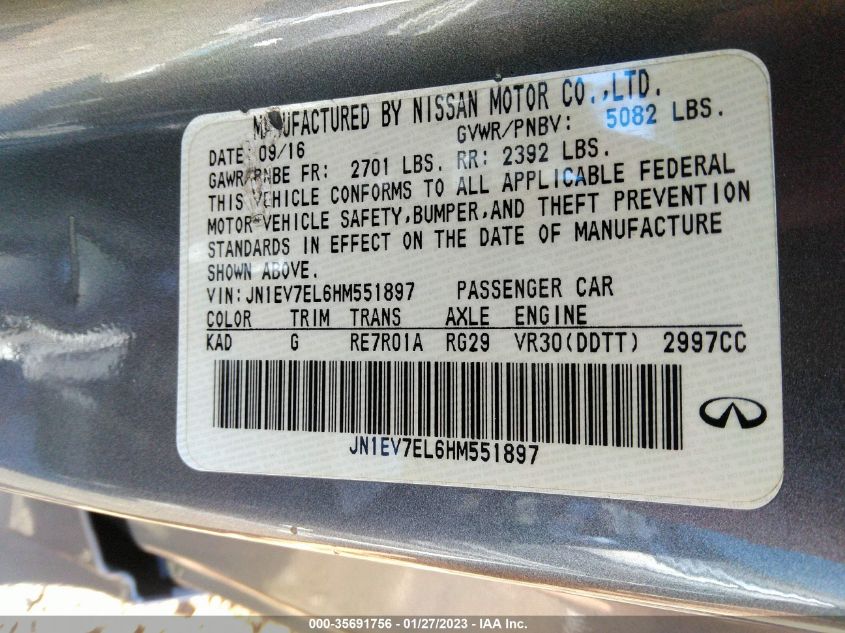 MANUFACTURED BY NISSAN MOTOR CO.,LTD.
GVWR/PNBV: 5082 LBS.
DATE: 09/16
GAWR/PNBE FR: 2701 LBS. RR: 2392 LBS.
THIS VEHICLE CONFORMS TO ALL APPLICABLE FEDERAL
MOTOR VEHICLE SAFETY,BUMPER,AND THEFT PREVENTION
STANDARDS IN EFFECT ON THE DATE OF MANUFACTURE
SHOWN ABOVE.
VIN:JN1EV7EL6HM551897 PASSENGER CAR
COLOR TRIM TRANS AXLE ENGINE
KAD G RE7R01A RG29 VR30(DDTT) 2997CC
JN1EV7EL6HM551897
000-35691756 - 01/27/2023 - IAA Inc.